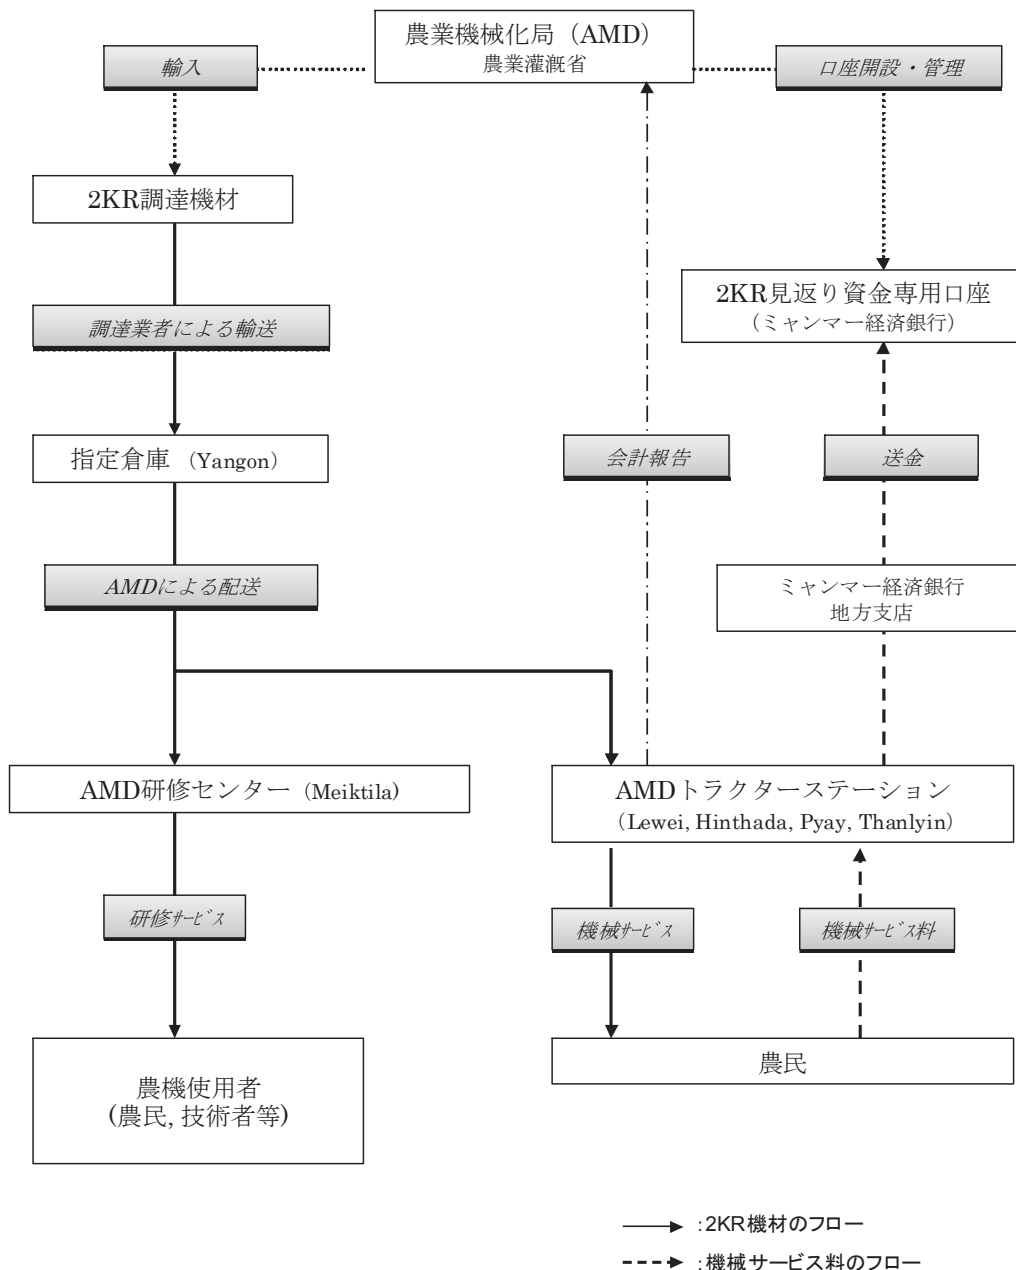 農業機械化局（AMD）
農業灌漑省
輸入
口座開設・管理
2KR調達機材
2KR見返り資金専用口座
（ミャンマー経済銀行）
調達業者による輸送
指定倉庫 （Yangon）
会計報告
送金
AMDによる配送
ミャンマー経済銀行
地方支店
AMD研修センター（Meiktila)
AMDトラクターステーション
（Lewei, Hinthada, Pyay, Thanlyin）
研修ｻｰﾋﾞｽ
機械ｻｰﾋﾞｽ
機械ｻｰﾋﾞｽ料
農機使用者
(農民, 技術者等)
農民
:2KR機材のフロー
:機械サービス料のフロー